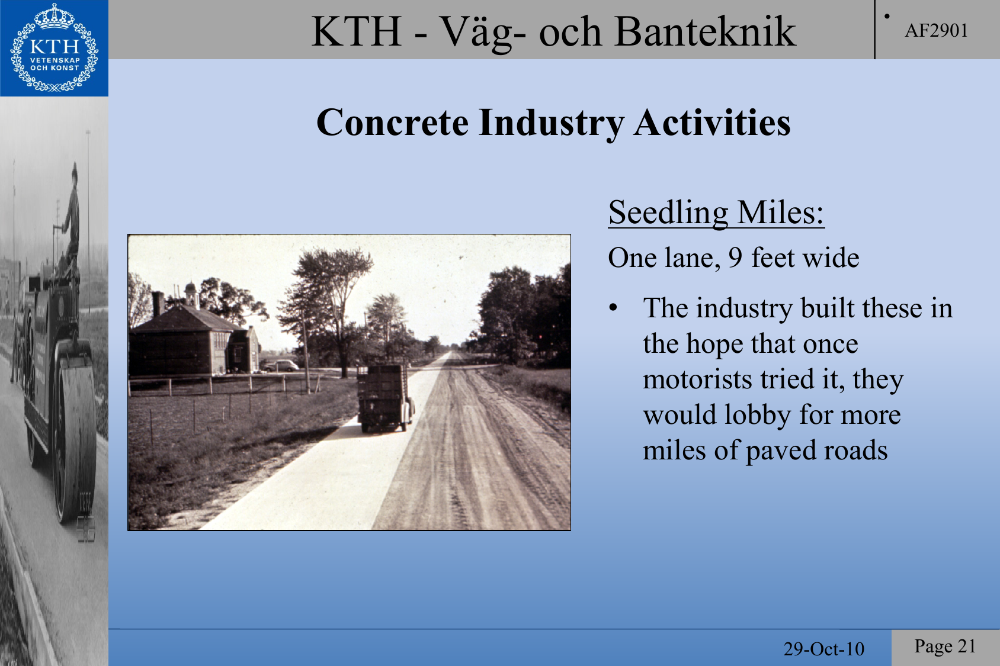 KTH
VETENSKAP
OCH KONST
KTH - Väg- och Banteknik
• AF2901
Concrete Industry Activities
Seedling Miles:
One lane, 9 feet wide
• The industry built these in
the hope that once
motorists tried it, they
would lobby for more
miles of paved roads
29-Oct-10
Page 21